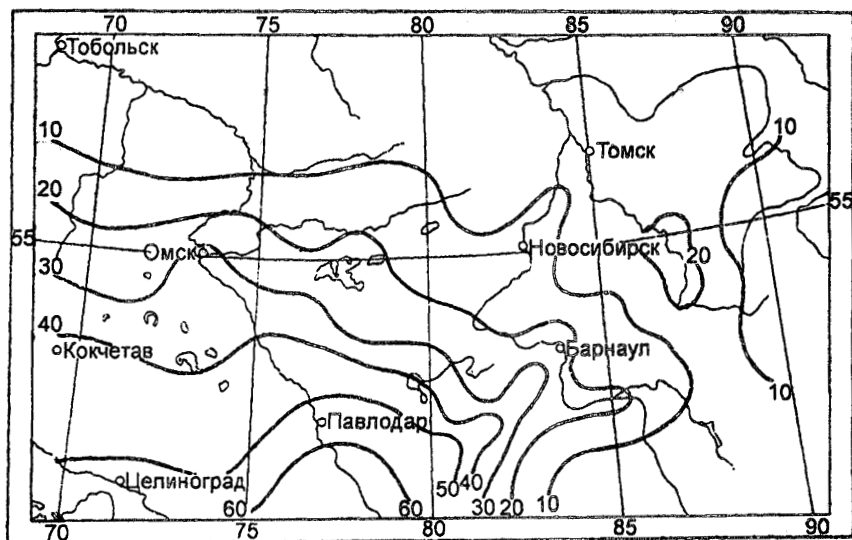 70 75 80 85 90
Тобольск
10
10
Томск
20
55
55
Омск
Новосибирск
20
30
40
Кокчетав
Барнаул
10
Павлодар
Целиноград
50 40
60 60 30 20 10
70 75 80 85 90